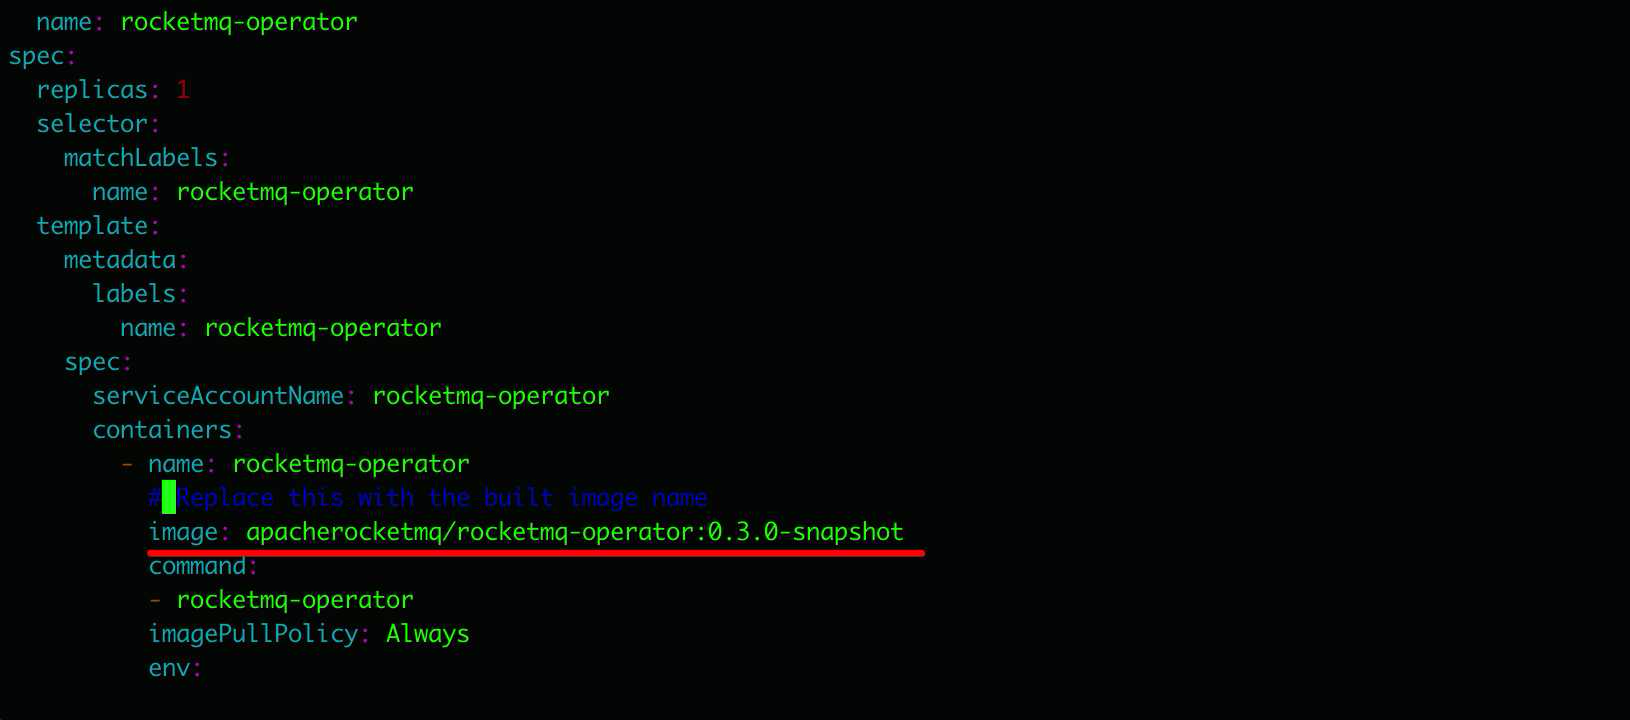 name: rocketmq-operator
spec:
replicas: 1
selector:
matchLabels:
name: rocketmq-operator
template:
metadata:
labels:
name: rocketmq-operator
spec:
serviceAccountName: rocketmq-operator
containers:
- name: rocketmq-operator
# Replace this with the built image name
image: apacherocketmq/rocketmq-operator:0.3.0-snapshot
command:
- rocketmq-operator
imagePullPolicy: Always
env: